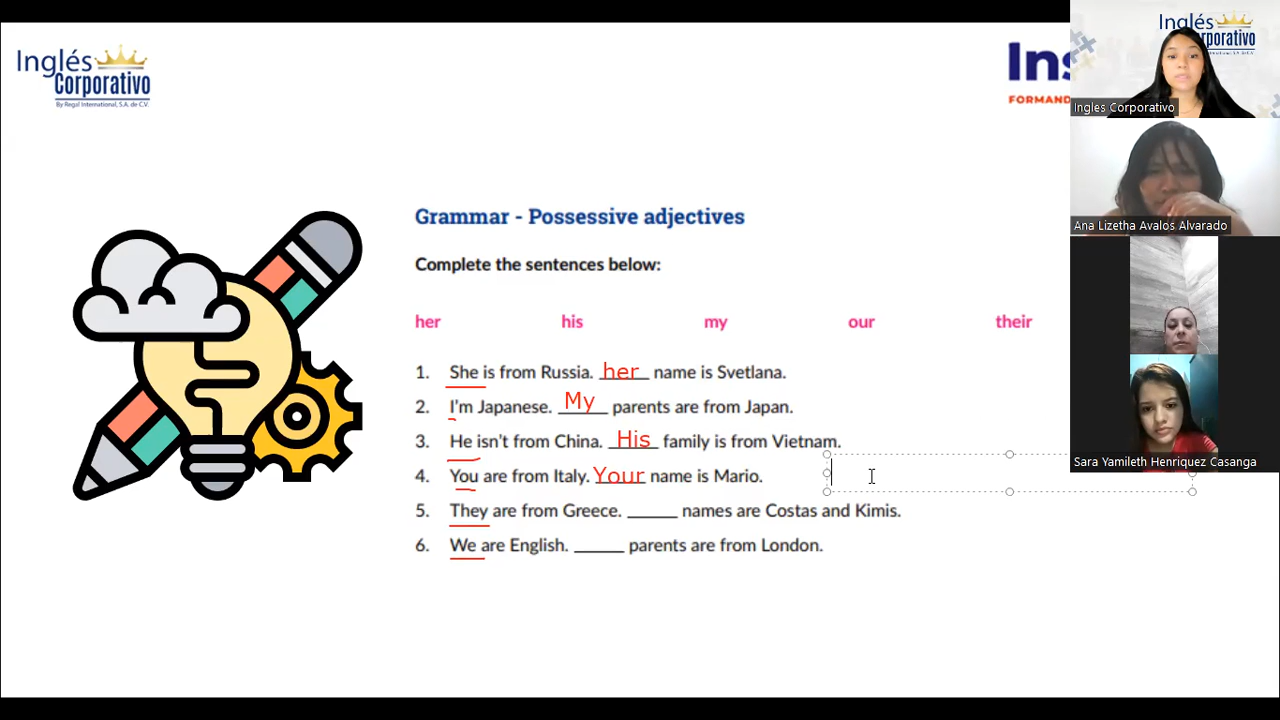 Inglés
Corporativo
By Regal International, S.A. de C.V.
Ins
FORMAND
Inglés
Corporativo
Ingles Corporativo
Ana Lizetha Avalos Alvarado
Sara Yamileth Henriquez Casanga
Grammar - Possessive adjectives
Complete the sentences below:
her his my our their
1. She is from Russia. her name is Svetlana.
2. I'm Japanese. My parents are from Japan.
3. He isn't from China. His family is from Vietnam.
4. You are from Italy. Your name is Mario.
5. They are from Greece. ______ names are Costas and Kimis.
6. We are English. ______ parents are from London.